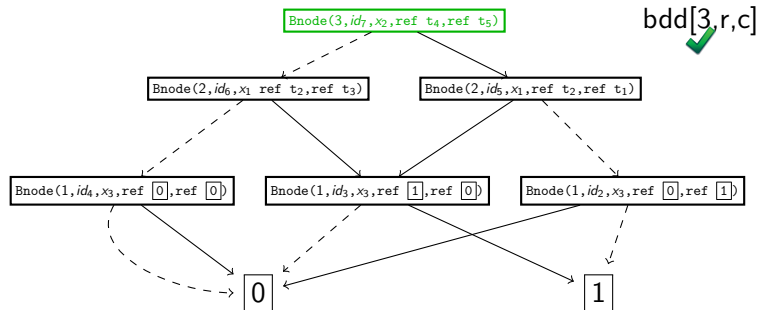 Bnode(3,id₇,x₂,ref t₄,ref t₅)
bdd[3,r,c]
Bnode(2,id₆,x₁ ref t₂,ref t₃)
Bnode(2,id₅,x₁,ref t₂,ref t₁)
Bnode(1,id₄,x₃,ref 0,ref 0)
Bnode(1,id₃,x₃,ref 1,ref 0)
Bnode(1,id₂,x₃,ref 0,ref 1)
0
1